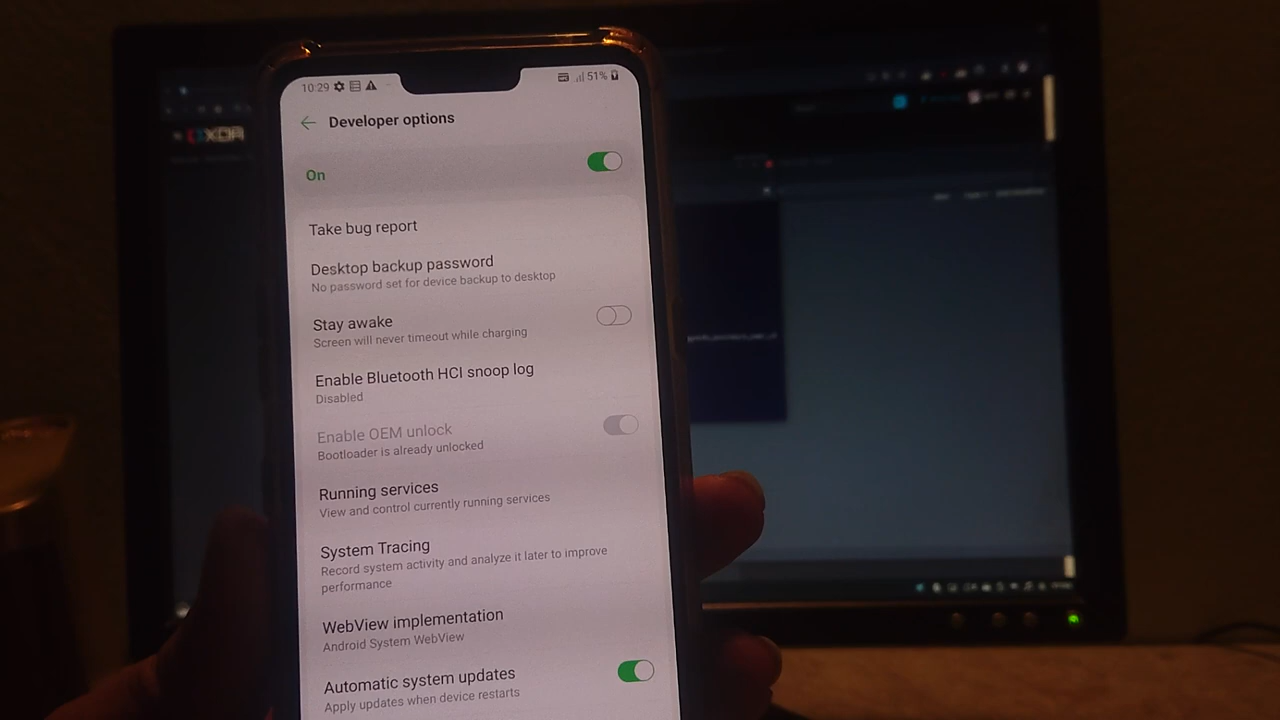 10:29
51%
Developer options
On
Take bug report
Desktop backup password
No password set for device backup to desktop
Stay awake
Screen will never timeout while charging
Enable Bluetooth HCI snoop log
Disabled
Enable OEM unlock
Bootloader is already unlocked
Running services
View and control currently running services
System Tracing
Record system activity and analyze it later to improve
performance
WebView implementation
Android System WebView
Automatic system updates
Apply updates when device restarts
XDA